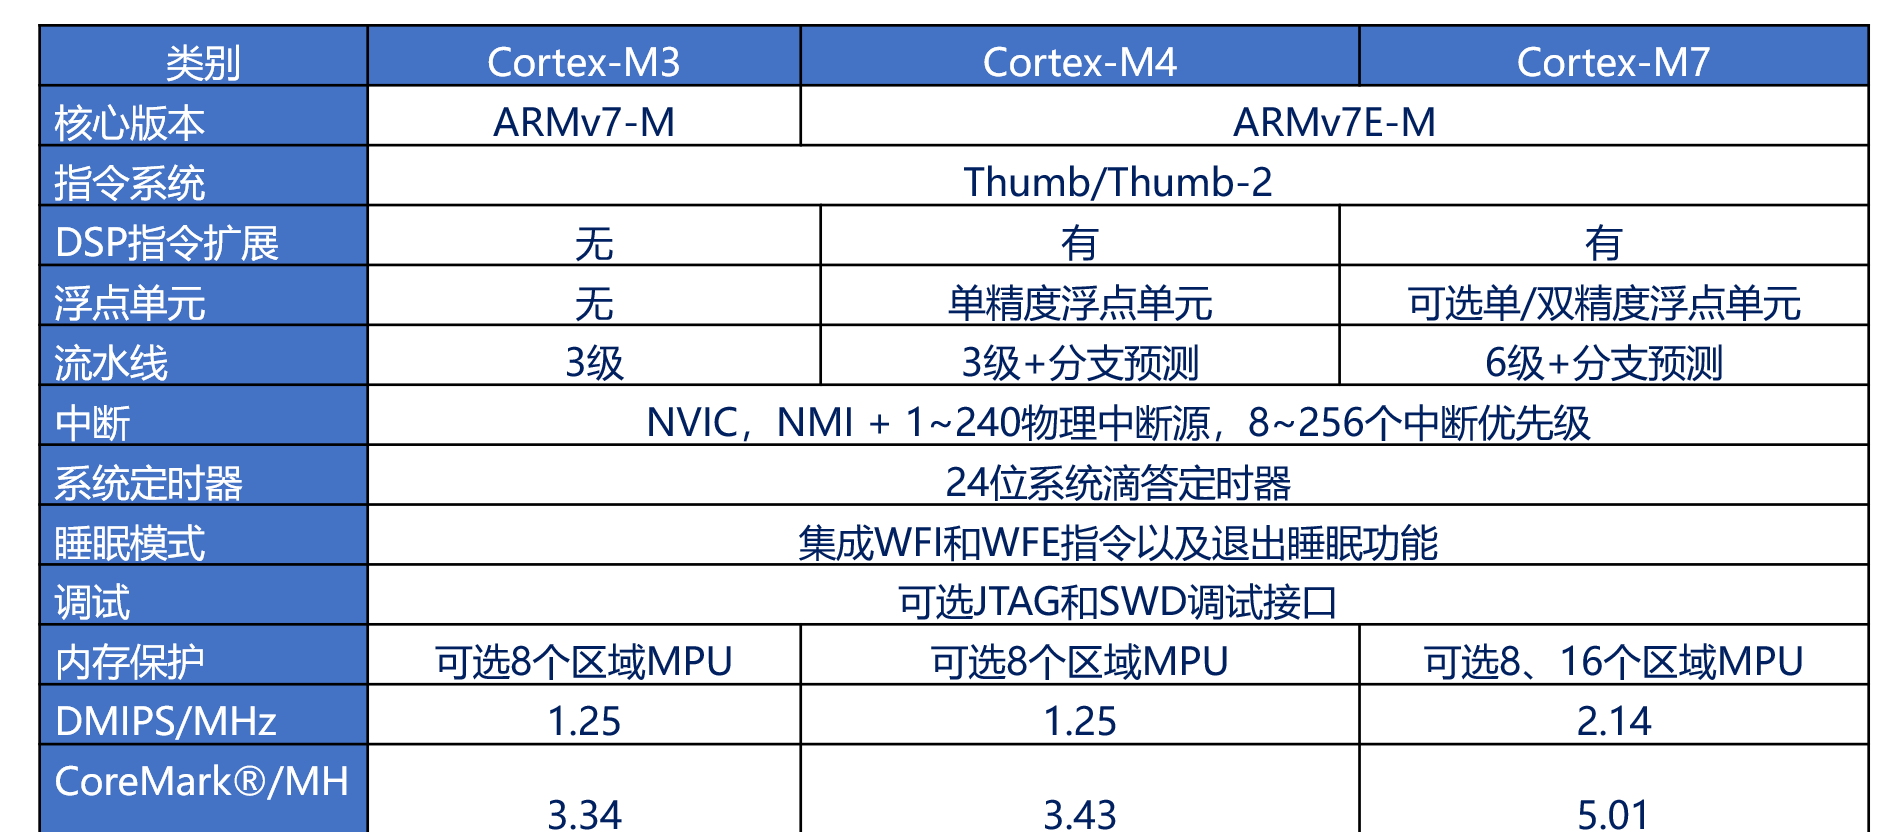 类别 Cortex-M3 Cortex-M4 Cortex-M7
核心版本 ARMv7-M ARMv7E-M
指令系统 Thumb/Thumb-2
DSP指令扩展 无 有 有
浮点单元 无 单精度浮点单元 可选单/双精度浮点单元
流水线 3级 3级+分支预测 6级+分支预测
中断 NVIC，NMI + 1~240物理中断源，8~256个中断优先级
系统定时器 24位系统滴答定时器
睡眠模式 集成WFI和WFE指令以及退出睡眠功能
调试 可选JTAG和SWD调试接口
内存保护 可选8个区域MPU 可选8个区域MPU 可选8、16个区域MPU
DMIPS/MHz 1.25 1.25 2.14
CoreMark®/MH
3.34 3.43 5.01